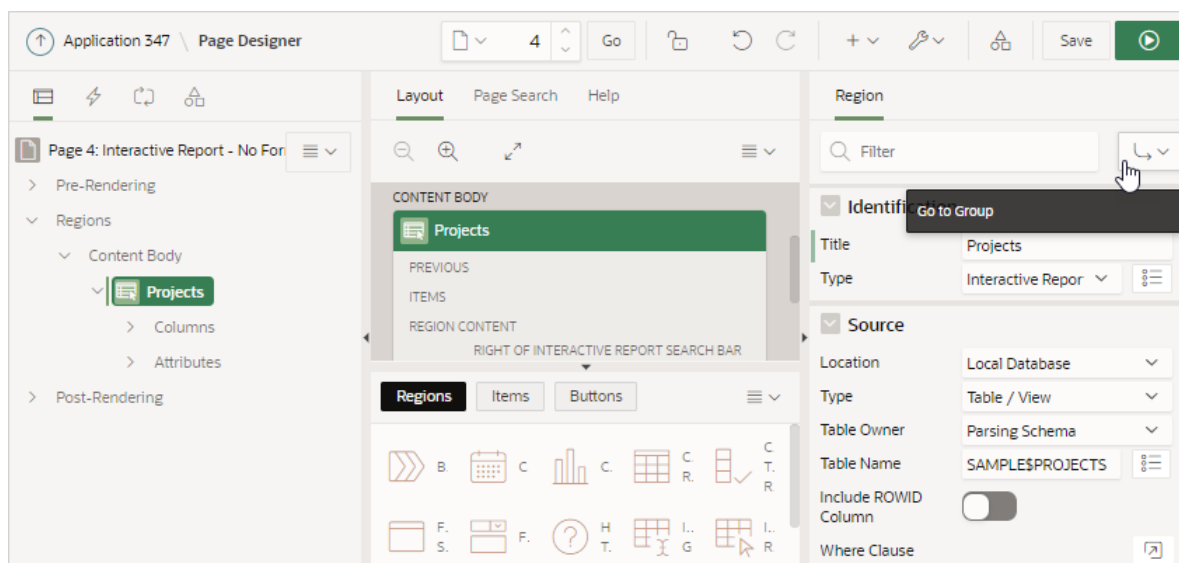 Application 347 \ Page Designer
4
Go
Save
Page 4: Interactive Report - No For
Pre-Rendering
Regions
Content Body
Projects
Columns
Attributes
Post-Rendering
Layout Page Search Help
CONTENT BODY
Projects
PREVIOUS
ITEMS
REGION CONTENT
RIGHT OF INTERACTIVE REPORT SEARCH BAR
Regions Items Buttons
B. C C. C. R. C. T. R
F. S. F. H T. I.. G I.. R
Region
Filter
Identific
Go to Group
Title Projects
Type Interactive Repor
Source
Location Local Database
Type Table / View
Table Owner Parsing Schema
Table Name SAMPLE$PROJECTS
Include ROWID
Column
Where Clause